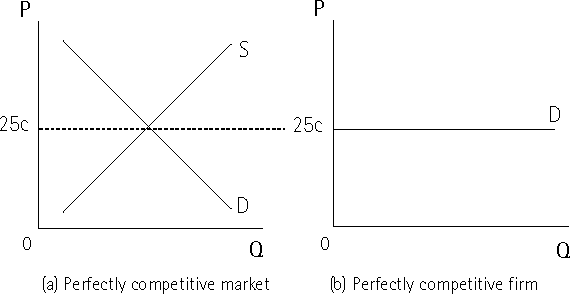 P
S
25c
D
0
Q
(a) Perfectly competitive market
P
25c
D
0
Q
(b) Perfectly competitive firm